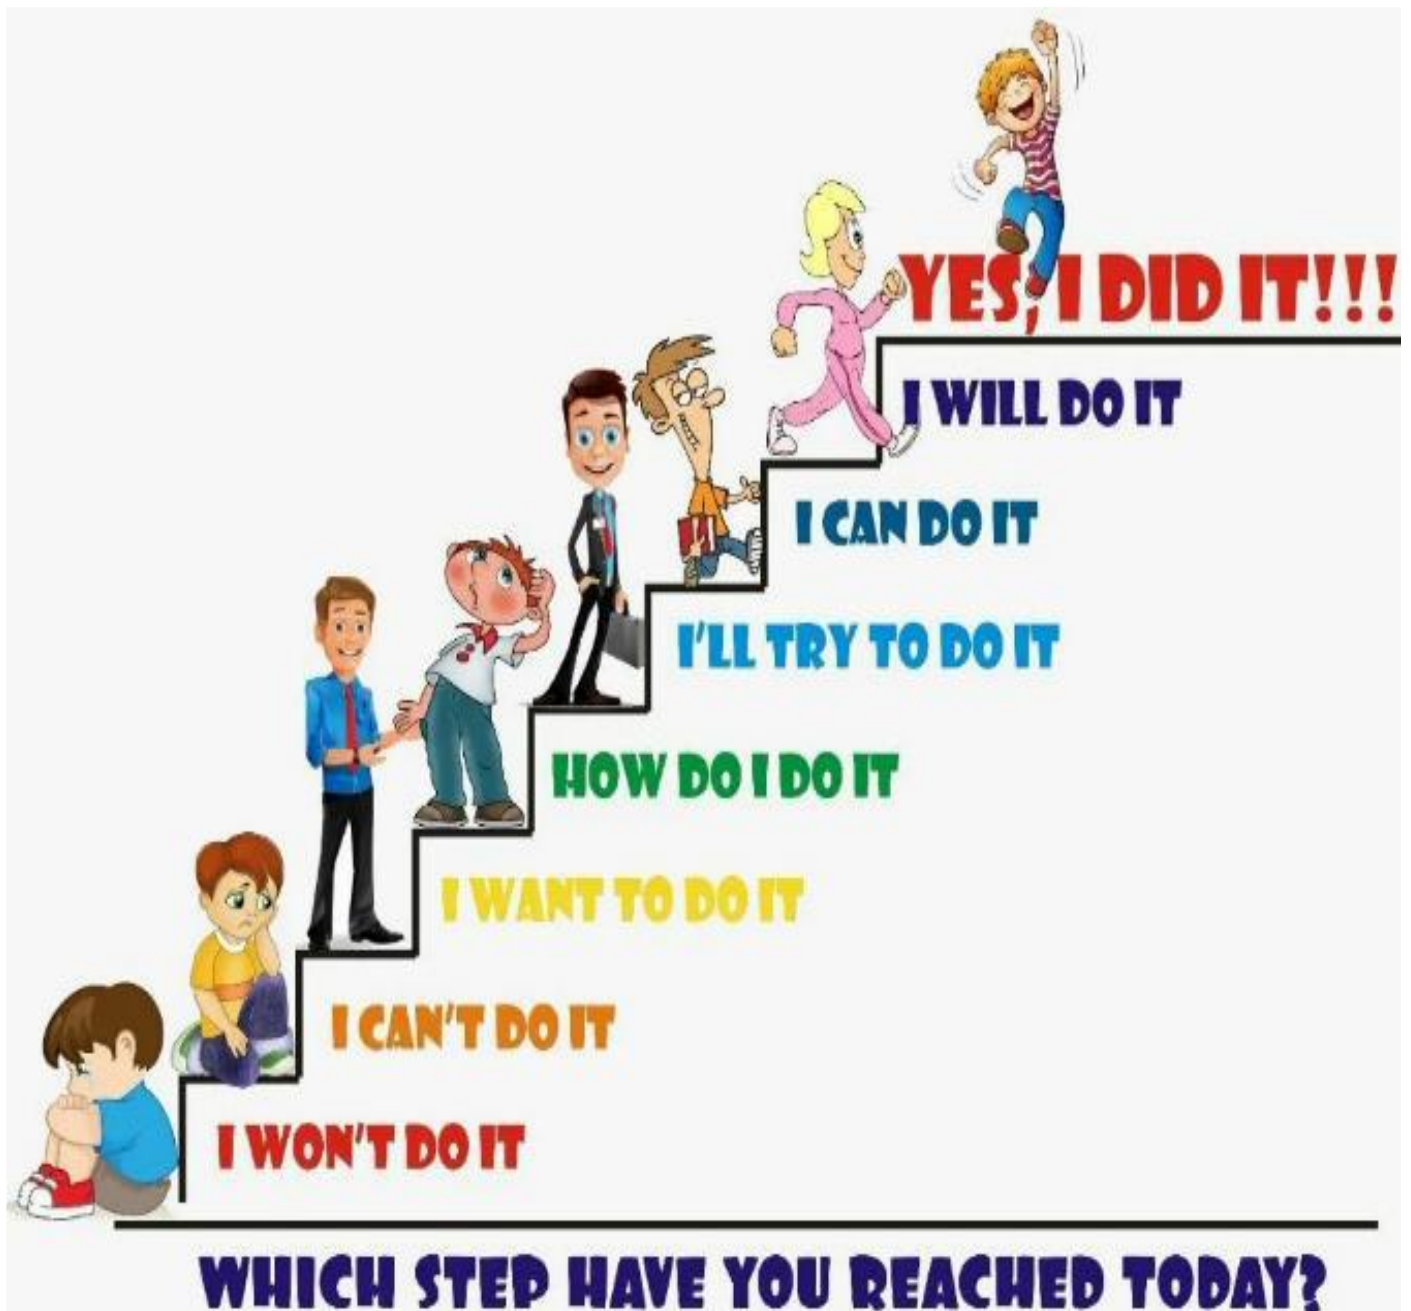 YES, I DID IT!!!
I WILL DO IT
I CAN DO IT
I'LL TRY TO DO IT
HOW DO I DO IT
I WANT TO DO IT
I CAN'T DO IT
I WON'T DO IT
WHICH STEP HAVE YOU REACHED TODAY?